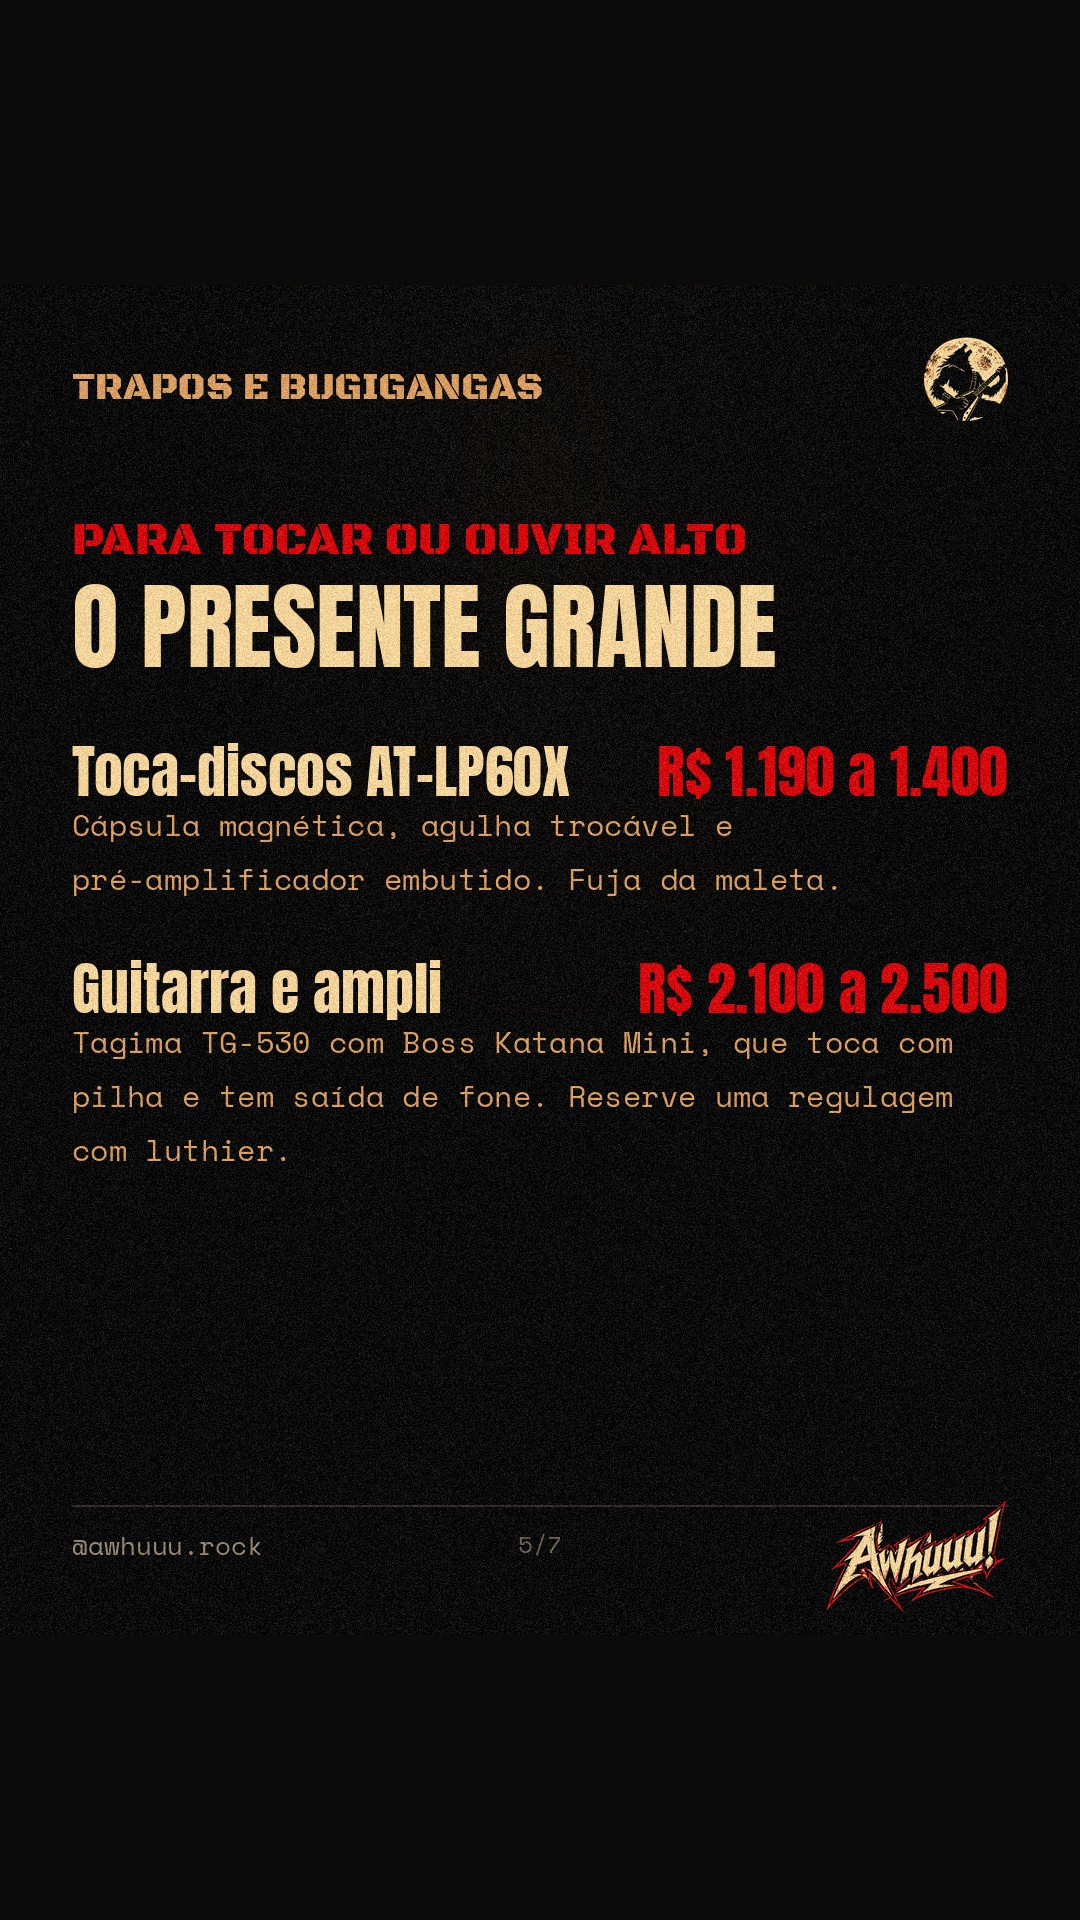 TRAPOS E BUGIGANGAS
PARA TOCAR OU OUVIR ALTO
O PRESENTE GRANDE
Toca-discos AT-LP60X R$ 1.190 a 1.400
Cápsula magnética, agulha trocável e
pré-amplificador embutido. Fuja da maleta.
Guitarra e ampli R$ 2.100 a 2.500
Tagima TG-530 com Boss Katana Mini, que toca com
pilha e tem saída de fone. Reserve uma regulagem
com luthier.
@awhuuu.rock 5/7 Awhuuu!